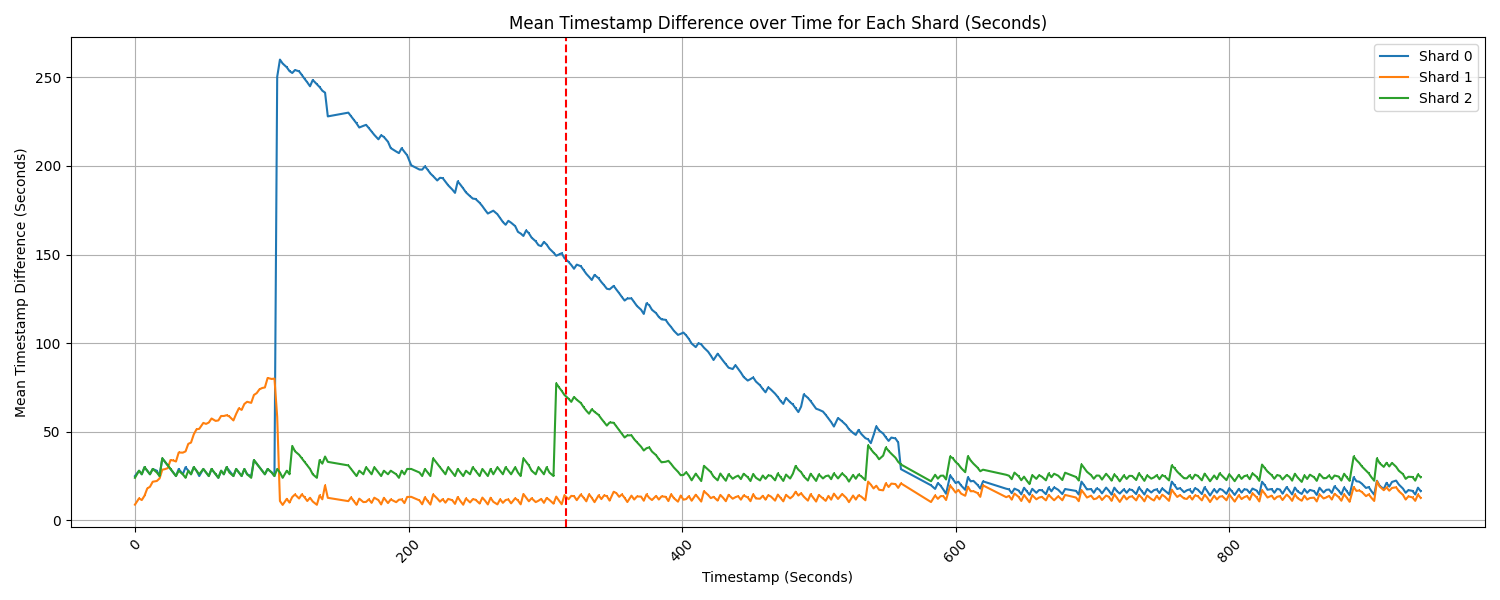 Mean Timestamp Difference over Time for Each Shard (Seconds)
Shard 0
Shard 1
Shard 2
Mean Timestamp Difference (Seconds)
250
200
150
100
50
0
0
200
400
600
800
Timestamp (Seconds)